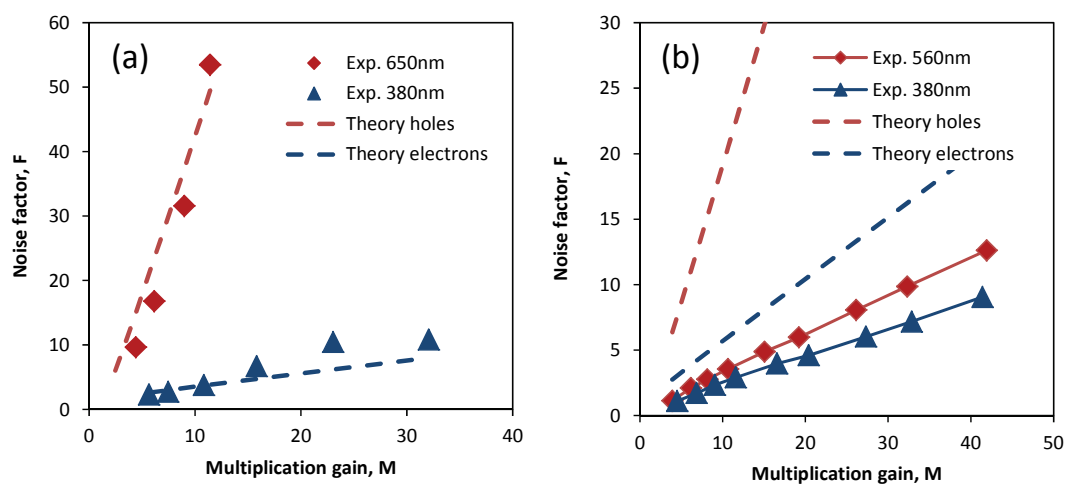 (a)
Noise factor, F
60
50
40
30
20
10
0
Exp. 650nm
Exp. 380nm
Theory holes
Theory electrons
0 10 20 30 40
Multiplication gain, M
(b)
Noise factor, F
30
25
20
15
10
5
0
Exp. 560nm
Exp. 380nm
Theory holes
Theory electrons
0 10 20 30 40 50
Multiplication gain, M